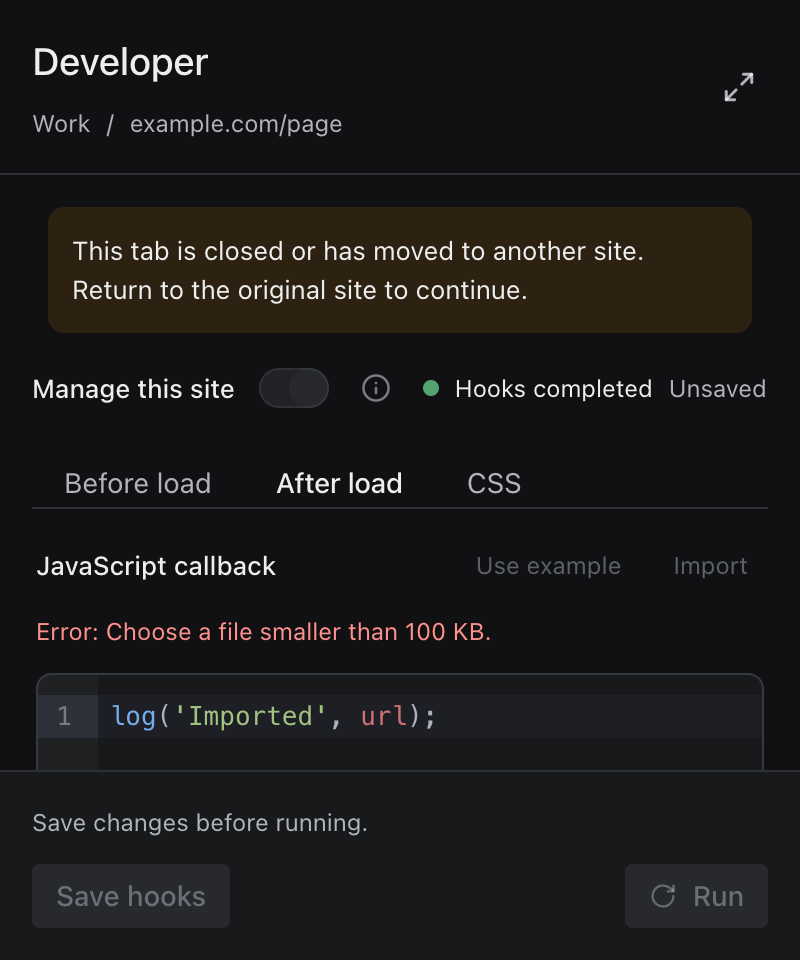 Developer
Work / example.com/page
This tab is closed or has moved to another site.
Return to the original site to continue.
Manage this site Hooks completed Unsaved
Before load After load CSS
JavaScript callback Use example Import
Error: Choose a file smaller than 100 KB.
1 log('Imported', url);
Save changes before running.
Save hooks Run